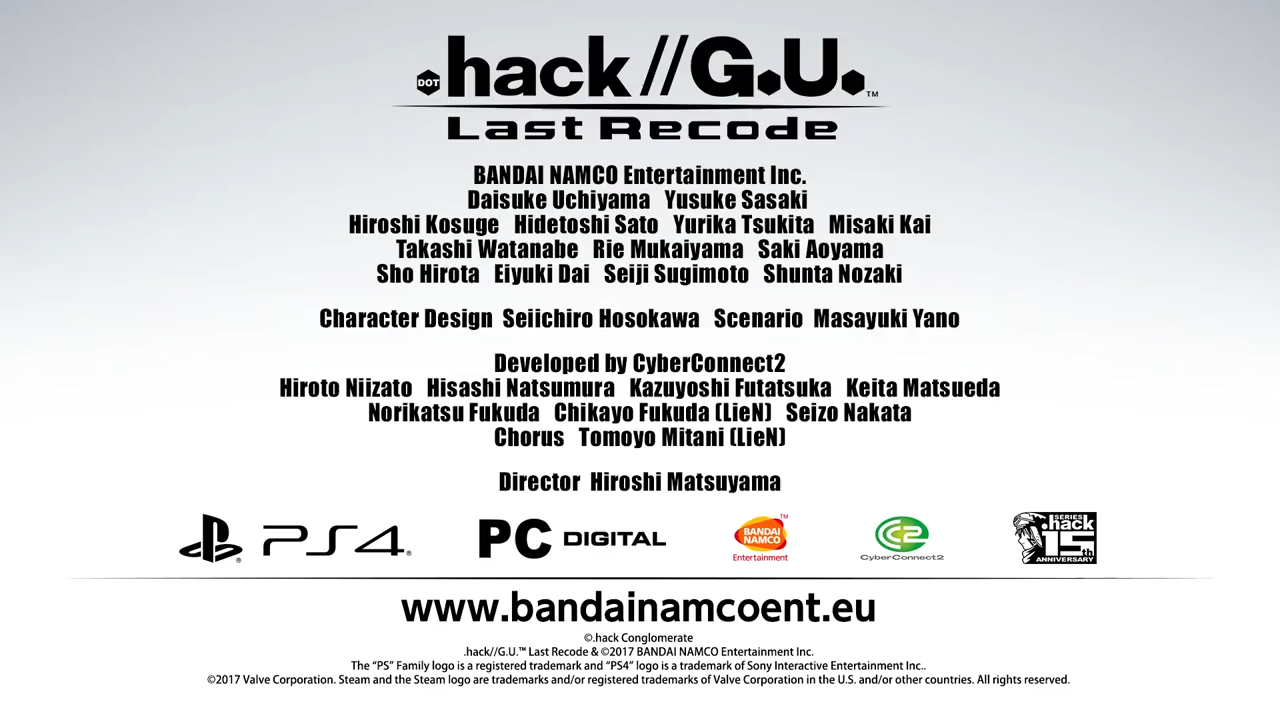 DOT .hack//G.U. ™
Last Recode
BANDAI NAMCO Entertainment Inc.
Daisuke Uchiyama Yusuke Sasaki
Hiroshi Kosuge Hidetoshi Sato Yurika Tsukita Misaki Kai
Takashi Watanabe Rie Mukaiyama Saki Aoyama
Sho Hirota Eiyuki Dai Seiji Sugimoto Shunta Nozaki
Character Design Seiichiro Hosokawa Scenario Masayuki Yano
Developed by CyberConnect2
Hiroto Niizato Hisashi Natsumura Kazuyoshi Futatsuka Keita Matsueda
Norikatsu Fukuda Chikayo Fukuda (LieN) Seizo Nakata
Chorus Tomoyo Mitani (LieN)
Director Hiroshi Matsuyama
PS4®
PC DIGITAL
BANDAI NAMCO ™
Entertainment
CC2
CyberConnect2
SERIES
.hack
15th
ANNIVERSARY
www.bandainamcoent.eu
©.hack Conglomerate
.hack//G.U.™ Last Recode & ©2017 BANDAI NAMCO Entertainment Inc.
The “PS” Family logo is a registered trademark and “PS4” logo is a trademark of Sony Interactive Entertainment Inc..
©2017 Valve Corporation. Steam and the Steam logo are trademarks and/or registered trademarks of Valve Corporation in the U.S. and/or other countries. All rights reserved.